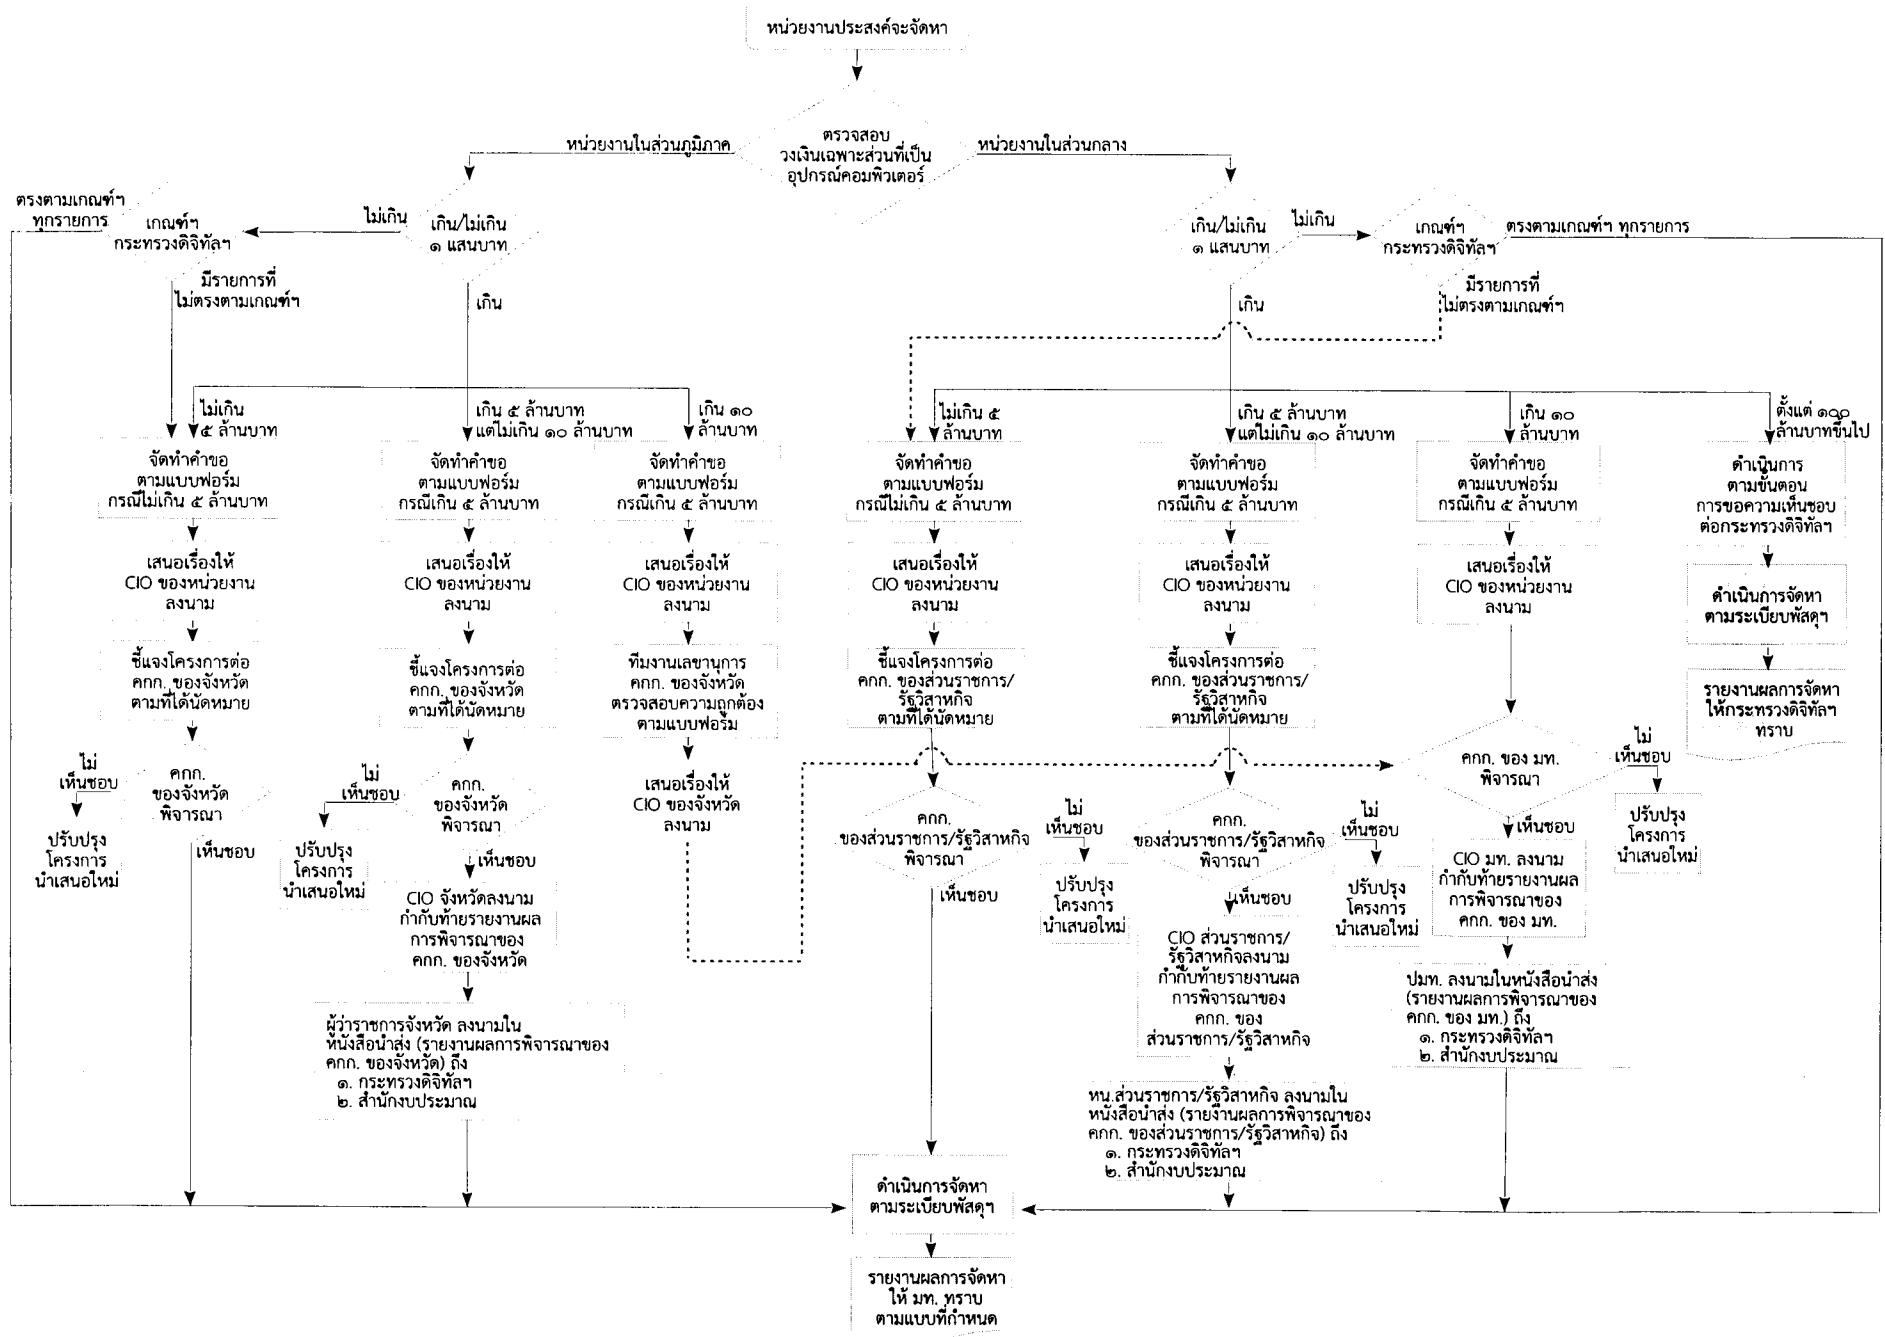 หน่วยงานประสงค์จะจัดหา
ตรวจสอบ
วงเงินเฉพาะส่วนที่เป็น
อุปกรณ์คอมพิวเตอร์
หน่วยงานในส่วนภูมิภาค
หน่วยงานในส่วนกลาง
ตรงตามเกณฑ์ฯ
ทุกรายการ
เกณฑ์ฯ
กระทรวงดิจิทัลฯ
ไม่เกิน
เกิน/ไม่เกิน
๑ แสนบาท
มีรายการที่
ไม่ตรงตามเกณฑ์ฯ
เกิน
เกิน/ไม่เกิน
๑ แสนบาท
ไม่เกิน
เกณฑ์ฯ
กระทรวงดิจิทัลฯ
ตรงตามเกณฑ์ฯ ทุกรายการ
มีรายการที่
ไม่ตรงตามเกณฑ์ฯ
เกิน
ไม่เกิน
๕ ล้านบาท
จัดทำคำขอ
ตามแบบฟอร์ม
กรณีไม่เกิน ๕ ล้านบาท
เสนอเรื่องให้
CIO ของหน่วยงาน
ลงนาม
ชี้แจงโครงการต่อ
คกก. ของจังหวัด
ตามที่ได้นัดหมาย
คกก.
ของจังหวัด
พิจารณา
ไม่
เห็นชอบ
ปรับปรุง
โครงการ
นำเสนอใหม่
เห็นชอบ
เกิน ๕ ล้านบาท
แต่ไม่เกิน ๑๐ ล้านบาท
จัดทำคำขอ
ตามแบบฟอร์ม
กรณีเกิน ๕ ล้านบาท
เสนอเรื่องให้
CIO ของหน่วยงาน
ลงนาม
ชี้แจงโครงการต่อ
คกก. ของจังหวัด
ตามที่ได้นัดหมาย
คกก.
ของจังหวัด
พิจารณา
ไม่
เห็นชอบ
ปรับปรุง
โครงการ
นำเสนอใหม่
เห็นชอบ
CIO จังหวัดลงนาม
กำกับท้ายรายงานผล
การพิจารณาของ
คกก. ของจังหวัด
ผู้ว่าราชการจังหวัด ลงนามใน
หนังสือนำส่ง (รายงานผลการพิจารณาของ
คกก. ของจังหวัด) ถึง
๑. กระทรวงดิจิทัลฯ
๒. สำนักงบประมาณ
เกิน ๑๐
ล้านบาท
จัดทำคำขอ
ตามแบบฟอร์ม
กรณีเกิน ๕ ล้านบาท
เสนอเรื่องให้
CIO ของหน่วยงาน
ลงนาม
ทีมงานเลขานุการ
คกก. ของจังหวัด
ตรวจสอบความถูกต้อง
ตามแบบฟอร์ม
เสนอเรื่องให้
CIO ของจังหวัด
ลงนาม
ไม่เกิน ๕
ล้านบาท
จัดทำคำขอ
ตามแบบฟอร์ม
กรณีไม่เกิน ๕ ล้านบาท
เสนอเรื่องให้
CIO ของหน่วยงาน
ลงนาม
ชี้แจงโครงการต่อ
คกก. ของส่วนราชการ/
รัฐวิสาหกิจ
ตามที่ได้นัดหมาย
คกก.
ของส่วนราชการ/รัฐวิสาหกิจ
พิจารณา
ไม่
เห็นชอบ
ปรับปรุง
โครงการ
นำเสนอใหม่
เห็นชอบ
เกิน ๕ ล้านบาท
แต่ไม่เกิน ๑๐ ล้านบาท
จัดทำคำขอ
ตามแบบฟอร์ม
กรณีเกิน ๕ ล้านบาท
เสนอเรื่องให้
CIO ของหน่วยงาน
ลงนาม
ชี้แจงโครงการต่อ
คกก. ของส่วนราชการ/
รัฐวิสาหกิจ
ตามที่ได้นัดหมาย
คกก.
ของส่วนราชการ/รัฐวิสาหกิจ
พิจารณา
ไม่
เห็นชอบ
ปรับปรุง
โครงการ
นำเสนอใหม่
เห็นชอบ
CIO ส่วนราชการ/
รัฐวิสาหกิจลงนาม
กำกับท้ายรายงานผล
การพิจารณาของ
คกก. ของ
ส่วนราชการ/รัฐวิสาหกิจ
หน.ส่วนราชการ/รัฐวิสาหกิจ ลงนามใน
หนังสือนำส่ง (รายงานผลการพิจารณาของ
คกก. ของส่วนราชการ/รัฐวิสาหกิจ) ถึง
๑. กระทรวงดิจิทัลฯ
๒. สำนักงบประมาณ
เกิน ๑๐
ล้านบาท
จัดทำคำขอ
ตามแบบฟอร์ม
กรณีเกิน ๕ ล้านบาท
เสนอเรื่องให้
CIO ของหน่วยงาน
ลงนาม
คกก. ของ มท.
พิจารณา
ไม่
เห็นชอบ
ปรับปรุง
โครงการ
นำเสนอใหม่
เห็นชอบ
CIO มท. ลงนาม
กำกับท้ายรายงานผล
การพิจารณาของ
คกก. ของ มท.
ปมท. ลงนามในหนังสือนำส่ง
(รายงานผลการพิจารณาของ
คกก. ของ มท.) ถึง
๑. กระทรวงดิจิทัลฯ
๒. สำนักงบประมาณ
ตั้งแต่ ๑๐๐
ล้านบาทขึ้นไป
ดำเนินการ
ตามขั้นตอน
การขอความเห็นชอบ
ต่อกระทรวงดิจิทัลฯ
ดำเนินการจัดหา
ตามระเบียบพัสดุฯ
รายงานผลการจัดหา
ให้กระทรวงดิจิทัลฯ
ทราบ
ดำเนินการจัดหา
ตามระเบียบพัสดุฯ
รายงานผลการจัดหา
ให้ มท. ทราบ
ตามแบบที่กำหนด